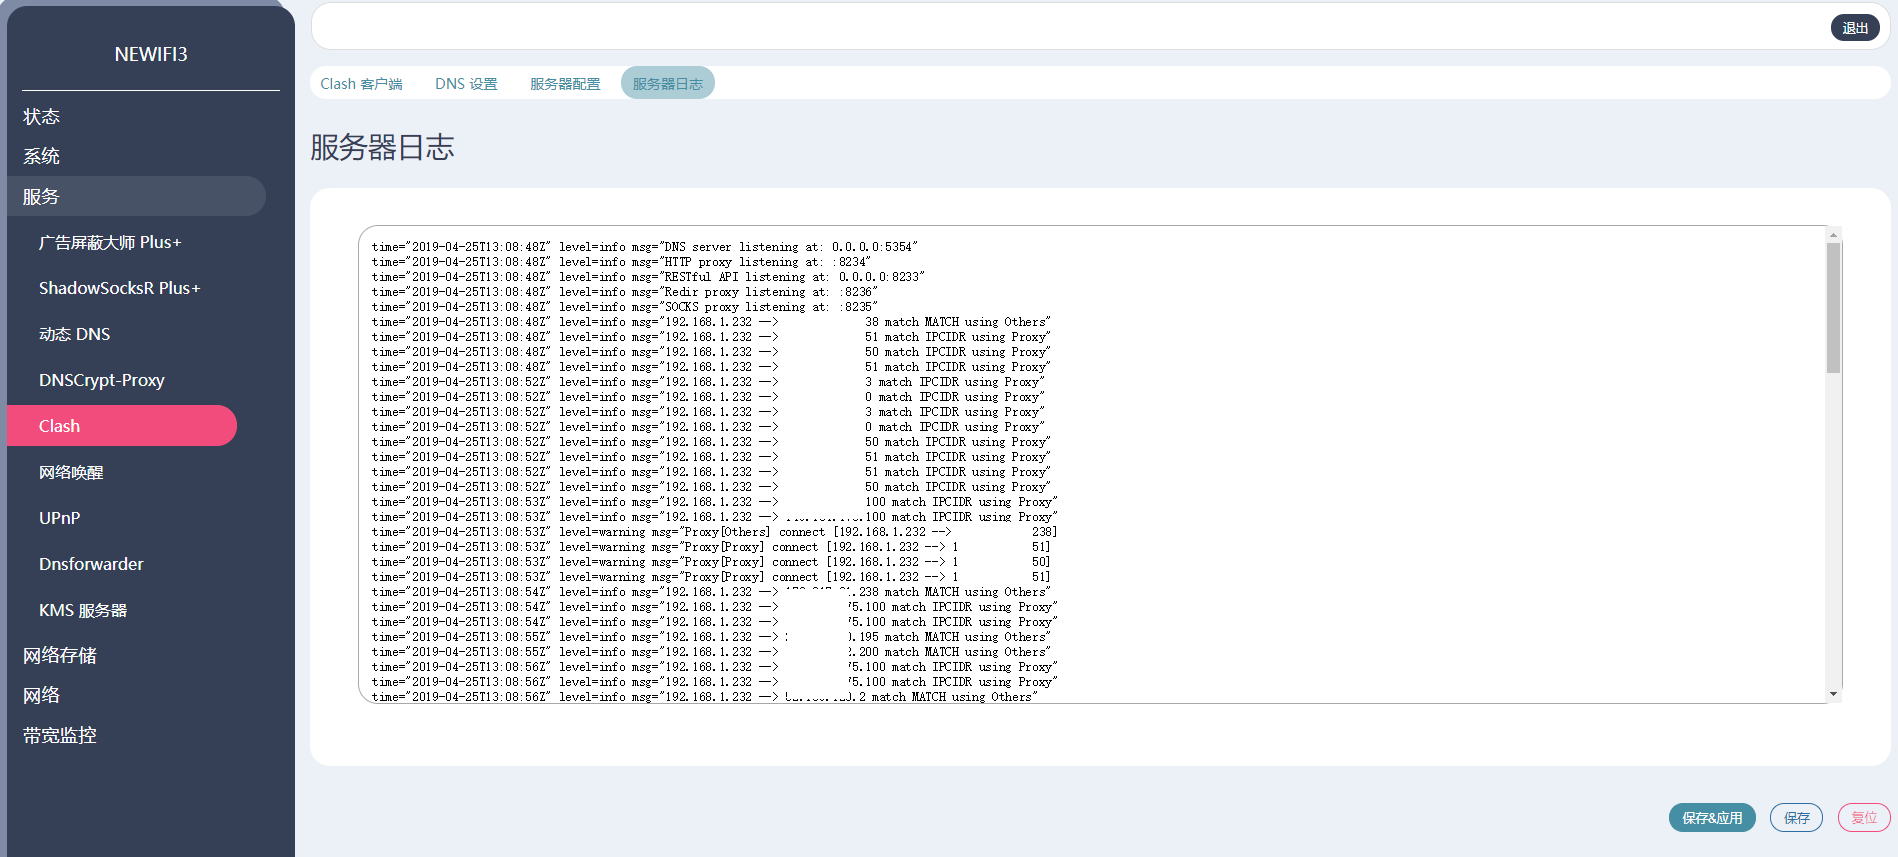 NEWIFI3
状态
系统
服务
广告屏蔽大师 Plus+
ShadowSocksR Plus+
动态 DNS
DNSCrypt-Proxy
Clash
网络唤醒
UPnP
Dnsforwarder
KMS 服务器
网络存储
网络
带宽监控
退出
Clash 客户端 DNS 设置 服务器配置 服务器日志
服务器日志
time="2019-04-25T13:08:48Z" level=info msg="DNS server listening at: 0.0.0.0:5354"
time="2019-04-25T13:08:48Z" level=info msg="HTTP proxy listening at: :8234"
time="2019-04-25T13:08:48Z" level=info msg="RESTful API listening at: 0.0.0.0:8233"
time="2019-04-25T13:08:48Z" level=info msg="Redir proxy listening at: :8236"
time="2019-04-25T13:08:48Z" level=info msg="SOCKS proxy listening at: :8235"
time="2019-04-25T13:08:48Z" level=info msg="192.168.1.232 --> 38 match MATCH using Others"
time="2019-04-25T13:08:48Z" level=info msg="192.168.1.232 --> 51 match IPCIDR using Proxy"
time="2019-04-25T13:08:48Z" level=info msg="192.168.1.232 --> 50 match IPCIDR using Proxy"
time="2019-04-25T13:08:48Z" level=info msg="192.168.1.232 --> 51 match IPCIDR using Proxy"
time="2019-04-25T13:08:52Z" level=info msg="192.168.1.232 --> 3 match IPCIDR using Proxy"
time="2019-04-25T13:08:52Z" level=info msg="192.168.1.232 --> 0 match IPCIDR using Proxy"
time="2019-04-25T13:08:52Z" level=info msg="192.168.1.232 --> 3 match IPCIDR using Proxy"
time="2019-04-25T13:08:52Z" level=info msg="192.168.1.232 --> 0 match IPCIDR using Proxy"
time="2019-04-25T13:08:52Z" level=info msg="192.168.1.232 --> 50 match IPCIDR using Proxy"
time="2019-04-25T13:08:52Z" level=info msg="192.168.1.232 --> 51 match IPCIDR using Proxy"
time="2019-04-25T13:08:52Z" level=info msg="192.168.1.232 --> 51 match IPCIDR using Proxy"
time="2019-04-25T13:08:52Z" level=info msg="192.168.1.232 --> 50 match IPCIDR using Proxy"
time="2019-04-25T13:08:53Z" level=info msg="192.168.1.232 --> 100 match IPCIDR using Proxy"
time="2019-04-25T13:08:53Z" level=info msg="192.168.1.232 --> .100 match IPCIDR using Proxy"
time="2019-04-25T13:08:53Z" level=warning msg="Proxy[Others] connect [192.168.1.232 --> 238]
time="2019-04-25T13:08:53Z" level=warning msg="Proxy[Proxy] connect [192.168.1.232 --> 1 51]
time="2019-04-25T13:08:53Z" level=warning msg="Proxy[Proxy] connect [192.168.1.232 --> 1 50]
time="2019-04-25T13:08:53Z" level=warning msg="Proxy[Proxy] connect [192.168.1.232 --> 1 51]
time="2019-04-25T13:08:54Z" level=info msg="192.168.1.232 --> .238 match MATCH using Others"
time="2019-04-25T13:08:54Z" level=info msg="192.168.1.232 --> 75.100 match IPCIDR using Proxy"
time="2019-04-25T13:08:54Z" level=info msg="192.168.1.232 --> 75.100 match IPCIDR using Proxy"
time="2019-04-25T13:08:55Z" level=info msg="192.168.1.232 --> .195 match MATCH using Others"
time="2019-04-25T13:08:55Z" level=info msg="192.168.1.232 --> .200 match MATCH using Others"
time="2019-04-25T13:08:56Z" level=info msg="192.168.1.232 --> 75.100 match IPCIDR using Proxy"
time="2019-04-25T13:08:56Z" level=info msg="192.168.1.232 --> 75.100 match IPCIDR using Proxy"
time="2019-04-25T13:08:56Z" level=info msg="192.168.1.232 --> .2 match MATCH using Others"
保存&应用 保存 复位